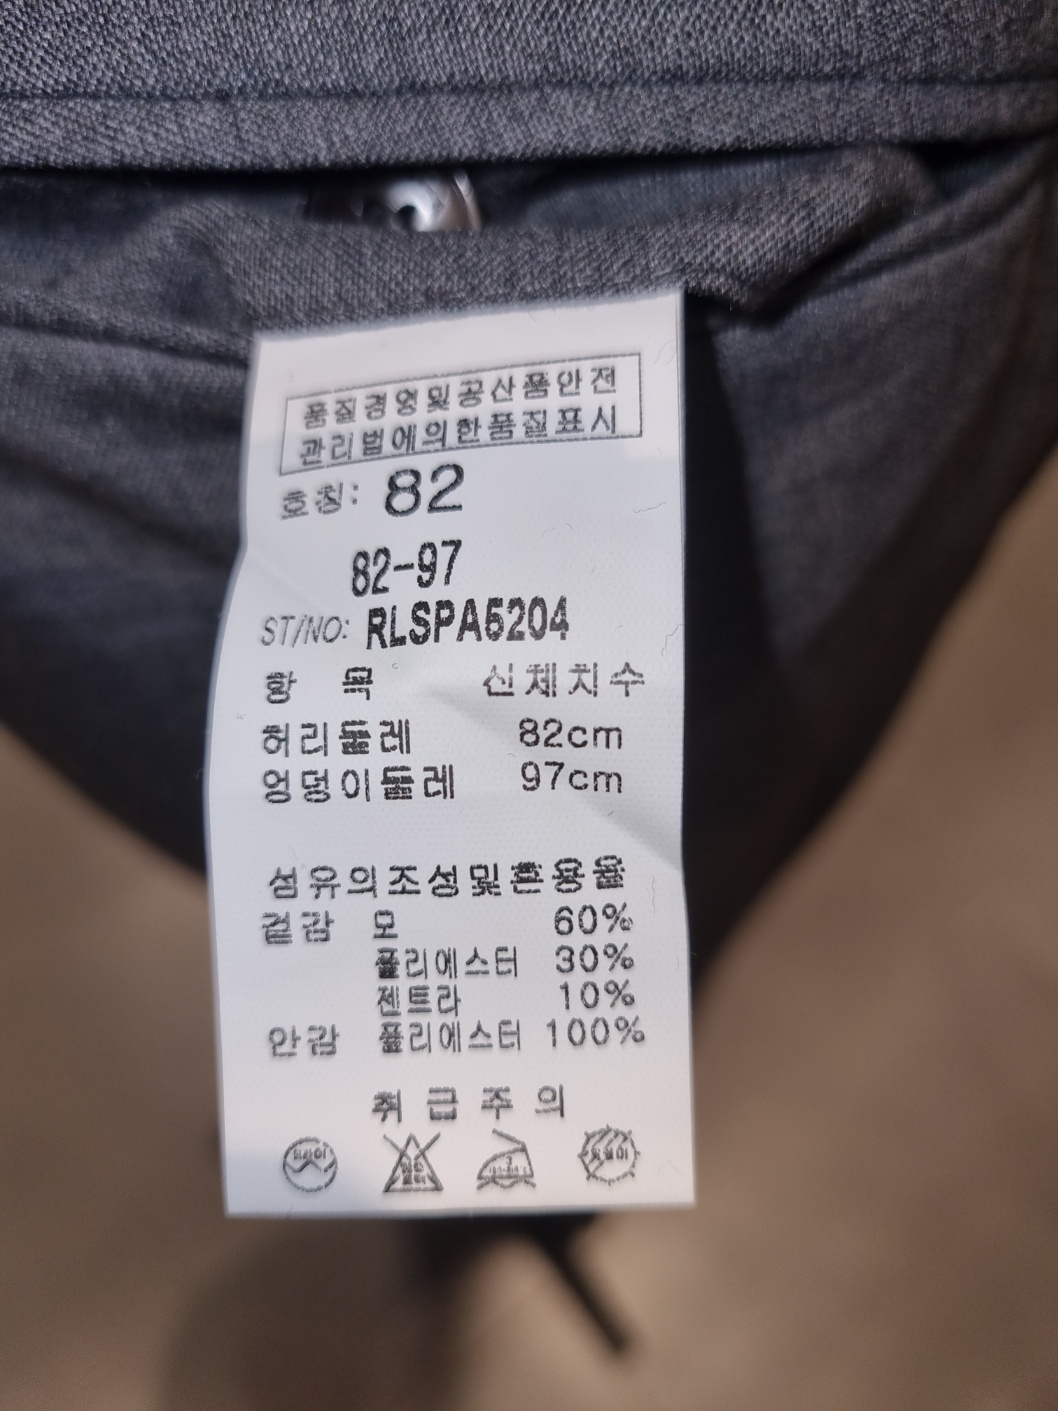 품질경영및공산품안전
관리법에의한품질표시
호칭: 82
82-97
ST/NO: RLSPA5204
항 목 신체치수
허리둘레 82cm
엉덩이둘레 97cm
섬유의조성및혼용율
겉감 모 60%
폴리에스터 30%
젠트라 10%
안감 폴리에스터 100%
취급주의
드라이